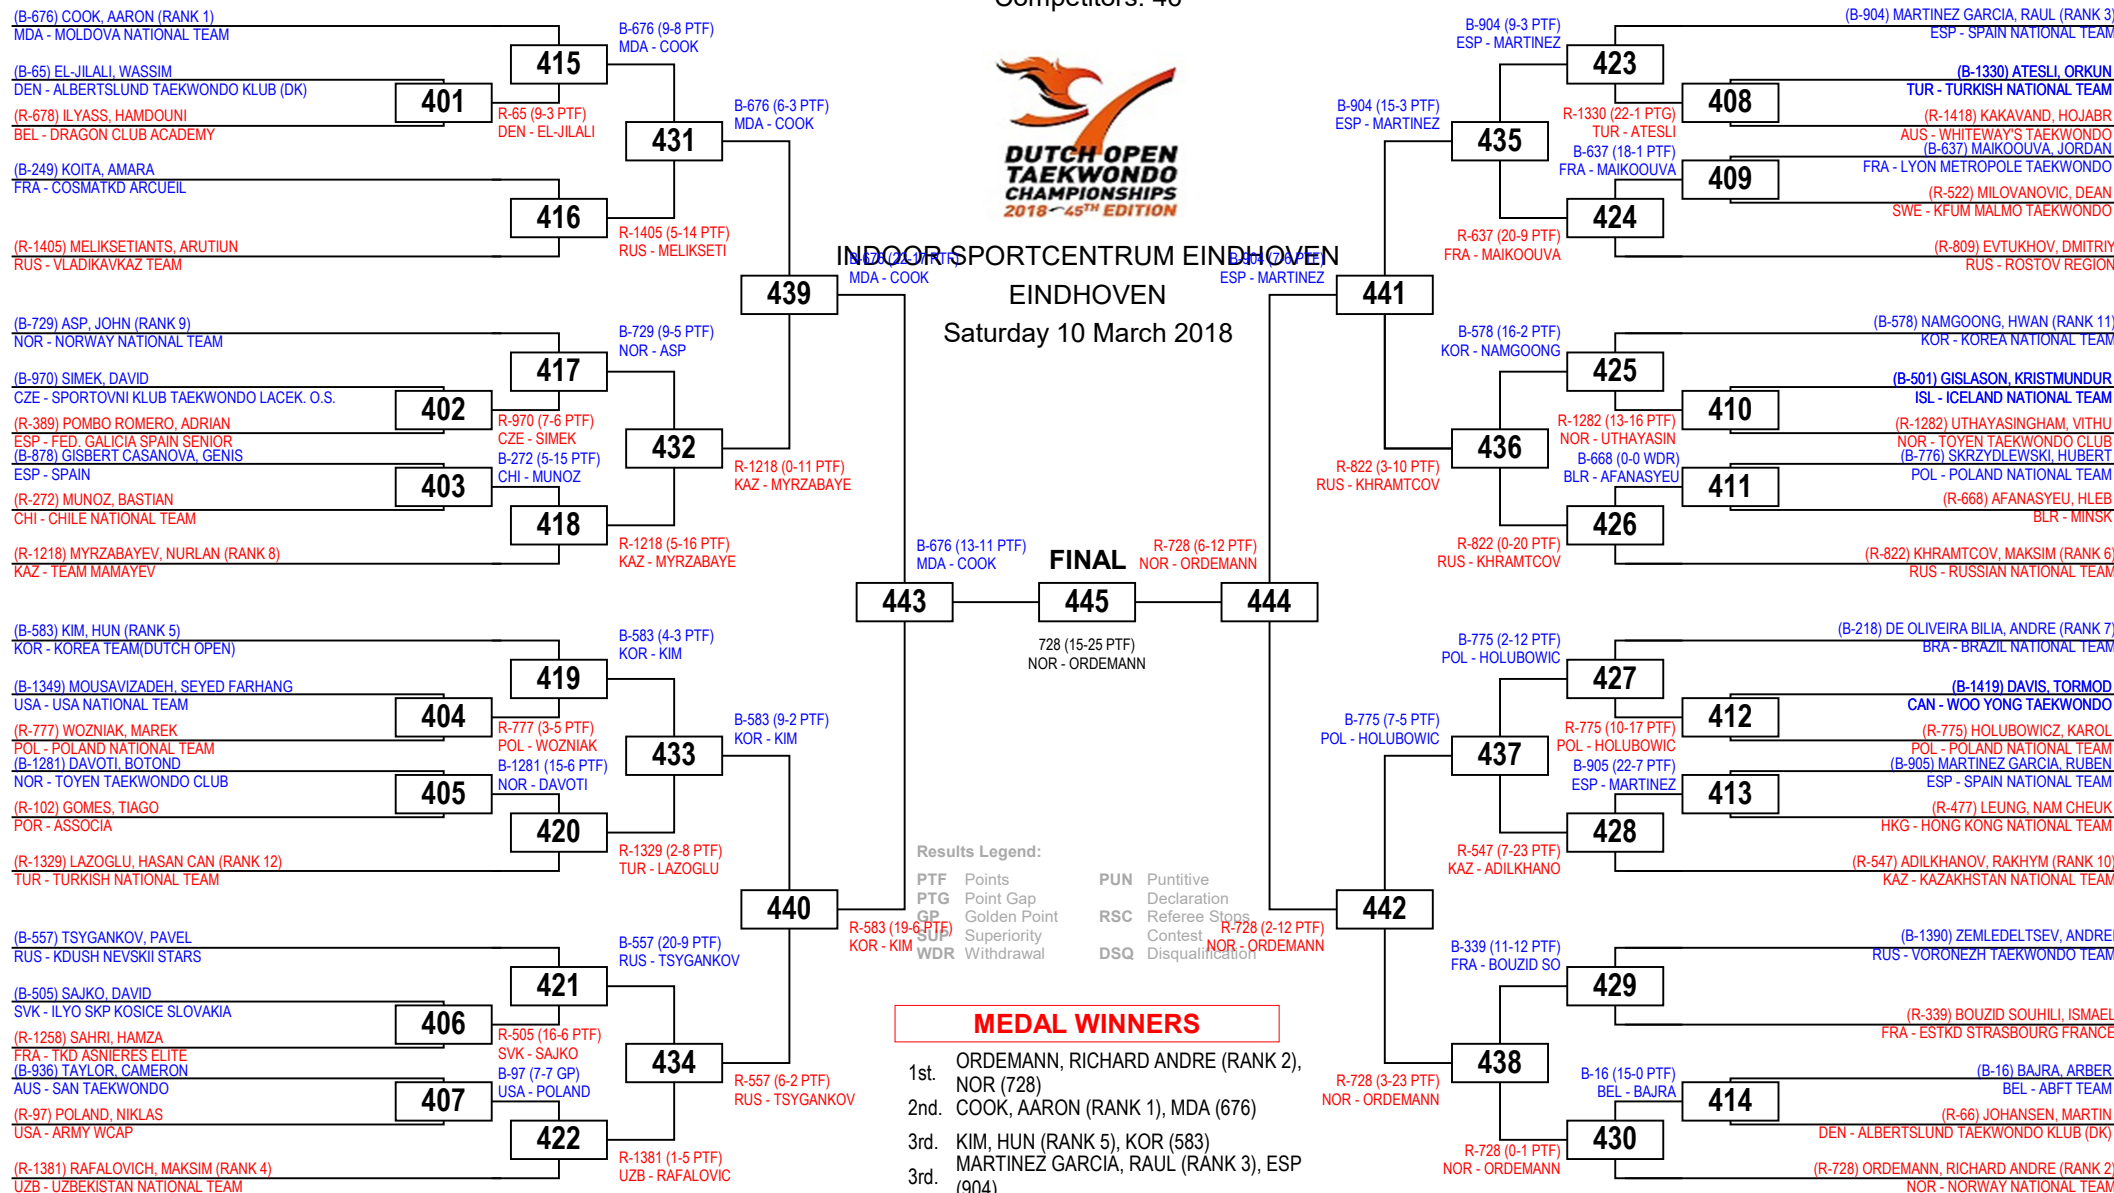 Competitors: 46
(B-676) COOK, AARON (RANK 1)
MDA - MOLDOVA NATIONAL TEAM
(B-65) EL-JILALI, WASSIM
DEN - ALBERTSLUND TAEKWONDO KLUB (DK)
(R-678) ILYASS, HAMDOUNI
BEL - DRAGON CLUB ACADEMY
(B-249) KOITA, AMARA
FRA - COSMATKD ARCUEIL
(R-1405) MELIKSETIANTS, ARUTIUN
RUS - VLADIKAVKAZ TEAM
(B-729) ASP, JOHN (RANK 9)
NOR - NORWAY NATIONAL TEAM
(B-970) SIMEK, DAVID
CZE - SPORTOVNI KLUB TAEKWONDO LACEK. O.S.
(R-389) POMBO ROMERO, ADRIAN
ESP - FED. GALICIA SPAIN SENIOR
(B-878) GISBERT CASANOVA, GENIS
ESP - SPAIN
(R-272) MUNOZ, BASTIAN
CHI - CHILE NATIONAL TEAM
(R-1218) MYRZABAYEV, NURLAN (RANK 8)
KAZ - TEAM MAMAYEV
(B-583) KIM, HUN (RANK 5)
KOR - KOREA TEAM(DUTCH OPEN)
(B-1349) MOUSAVIZADEH, SEYED FARHANG
USA - USA NATIONAL TEAM
(R-777) WOZNIAK, MAREK
POL - POLAND NATIONAL TEAM
(B-1281) DAVOTI, BOTOND
NOR - TOYEN TAEKWONDO CLUB
(R-102) GOMES, TIAGO
POR - ASSOCIA
(R-1329) LAZOGLU, HASAN CAN (RANK 12)
TUR - TURKISH NATIONAL TEAM
(B-557) TSYGANKOV, PAVEL
RUS - KDUSH NEVSKII STARS
(B-505) SAJKO, DAVID
SVK - ILYO SKP KOSICE SLOVAKIA
(R-1258) SAHRI, HAMZA
FRA - TKD ASNIERES ELITE
(B-936) TAYLOR, CAMERON
AUS - SAN TAEKWONDO
(R-97) POLAND, NIKLAS
USA - ARMY WCAP
(R-1381) RAFALOVICH, MAKSIM (RANK 4)
UZB - UZBEKISTAN NATIONAL TEAM
401
402
403
404
405
406
407
R-65 (9-3 PTF)
DEN - EL-JILALI
R-970 (7-6 PTF)
CZE - SIMEK
B-272 (5-15 PTF)
CHI - MUNOZ
R-777 (3-5 PTF)
POL - WOZNIAK
B-1281 (15-6 PTF)
NOR - DAVOTI
R-505 (16-6 PTF)
SVK - SAJKO
B-97 (7-7 GP)
USA - POLAND
415
416
417
418
419
420
421
422
B-676 (9-8 PTF)
MDA - COOK
R-1405 (5-14 PTF)
RUS - MELIKSETI
B-729 (9-5 PTF)
NOR - ASP
R-1218 (5-16 PTF)
KAZ - MYRZABAYE
B-583 (4-3 PTF)
KOR - KIM
R-1329 (2-8 PTF)
TUR - LAZOGLU
B-557 (20-9 PTF)
RUS - TSYGANKOV
R-1381 (1-5 PTF)
UZB - RAFALOVIC
431
432
433
434
B-676 (6-3 PTF)
MDA - COOK
R-1218 (0-11 PTF)
KAZ - MYRZABAYE
B-583 (9-2 PTF)
KOR - KIM
R-557 (6-2 PTF)
RUS - TSYGANKOV
439
440
B-676 (22-17 PTF)
MDA - COOK
R-583 (19-6 PTF)
KOR - KIM
443
B-676 (13-11 PTF)
MDA - COOK
DUTCH OPEN
TAEKWONDO
CHAMPIONSHIPS
2018 ~ 45TH EDITION
INDOOR SPORTCENTRUM EINDHOVEN
EINDHOVEN
Saturday 10 March 2018
FINAL
445
728 (15-25 PTF)
NOR - ORDEMANN
Results Legend:
PTF Points
PTG Point Gap
GP Golden Point
SUP Superiority
WDR Withdrawal
PUN Puntitive
Declaration
RSC Referee Stops
Contest
DSQ Disqualification
MEDAL WINNERS
1st. ORDEMANN, RICHARD ANDRE (RANK 2),
NOR (728)
2nd. COOK, AARON (RANK 1), MDA (676)
3rd. KIM, HUN (RANK 5), KOR (583)
3rd. MARTINEZ GARCIA, RAUL (RANK 3), ESP
(904)
R-728 (6-12 PTF)
NOR - ORDEMANN
444
B-904 (7-6 PTF)
ESP - MARTINEZ
R-728 (2-12 PTF)
NOR - ORDEMANN
441
442
B-904 (15-3 PTF)
ESP - MARTINEZ
R-822 (3-10 PTF)
RUS - KHRAMTCOV
B-775 (7-5 PTF)
POL - HOLUBOWIC
R-728 (3-23 PTF)
NOR - ORDEMANN
435
436
437
438
B-904 (9-3 PTF)
ESP - MARTINEZ
R-637 (20-9 PTF)
FRA - MAIKOOUVA
B-578 (16-2 PTF)
KOR - NAMGOONG
R-822 (0-20 PTF)
RUS - KHRAMTCOV
B-775 (2-12 PTF)
POL - HOLUBOWIC
R-547 (7-23 PTF)
KAZ - ADILKHANO
B-339 (11-12 PTF)
FRA - BOUZID SO
R-728 (0-1 PTF)
NOR - ORDEMANN
423
424
425
426
427
428
429
430
R-1330 (22-1 PTG)
TUR - ATESLI
B-637 (18-1 PTF)
FRA - MAIKOOUVA
R-1282 (13-16 PTF)
NOR - UTHAYASIN
B-668 (0-0 WDR)
BLR - AFANASYEU
R-775 (10-17 PTF)
POL - HOLUBOWIC
B-905 (22-7 PTF)
ESP - MARTINEZ
B-16 (15-0 PTF)
BEL - BAJRA
408
409
410
411
412
413
414
(B-904) MARTINEZ GARCIA, RAUL (RANK 3)
ESP - SPAIN NATIONAL TEAM
(B-1330) ATESLI, ORKUN
TUR - TURKISH NATIONAL TEAM
(R-1418) KAKAVAND, HOJABR
AUS - WHITEWAY'S TAEKWONDO
(B-637) MAIKOOUVA, JORDAN
FRA - LYON METROPOLE TAEKWONDO
(R-522) MILOVANOVIC, DEAN
SWE - KFUM MALMO TAEKWONDO
(R-809) EVTUKHOV, DMITRIY
RUS - ROSTOV REGION
(B-578) NAMGOONG, HWAN (RANK 11)
KOR - KOREA NATIONAL TEAM
(B-501) GISLASON, KRISTMUNDUR
ISL - ICELAND NATIONAL TEAM
(R-1282) UTHAYASINGHAM, VITHU
NOR - TOYEN TAEKWONDO CLUB
(B-776) SKRZYDLEWSKI, HUBERT
POL - POLAND NATIONAL TEAM
(R-668) AFANASYEU, HLEB
BLR - MINSK
(R-822) KHRAMTCOV, MAKSIM (RANK 6)
RUS - RUSSIAN NATIONAL TEAM
(B-218) DE OLIVEIRA BILIA, ANDRE (RANK 7)
BRA - BRAZIL NATIONAL TEAM
(B-1419) DAVIS, TORMOD
CAN - WOO YONG TAEKWONDO
(R-775) HOLUBOWICZ, KAROL
POL - POLAND NATIONAL TEAM
(B-905) MARTINEZ GARCIA, RUBEN
ESP - SPAIN NATIONAL TEAM
(R-477) LEUNG, NAM CHEUK
HKG - HONG KONG NATIONAL TEAM
(R-547) ADILKHANOV, RAKHYM (RANK 10)
KAZ - KAZAKHSTAN NATIONAL TEAM
(B-1390) ZEMLEDELTSEV, ANDREI
RUS - VORONEZH TAEKWONDO TEAM
(R-339) BOUZID SOUHILI, ISMAEL
FRA - ESTKD STRASBOURG FRANCE
(B-16) BAJRA, ARBER
BEL - ABFT TEAM
(R-66) JOHANSEN, MARTIN
DEN - ALBERTSLUND TAEKWONDO KLUB (DK)
(R-728) ORDEMANN, RICHARD ANDRE (RANK 2)
NOR - NORWAY NATIONAL TEAM